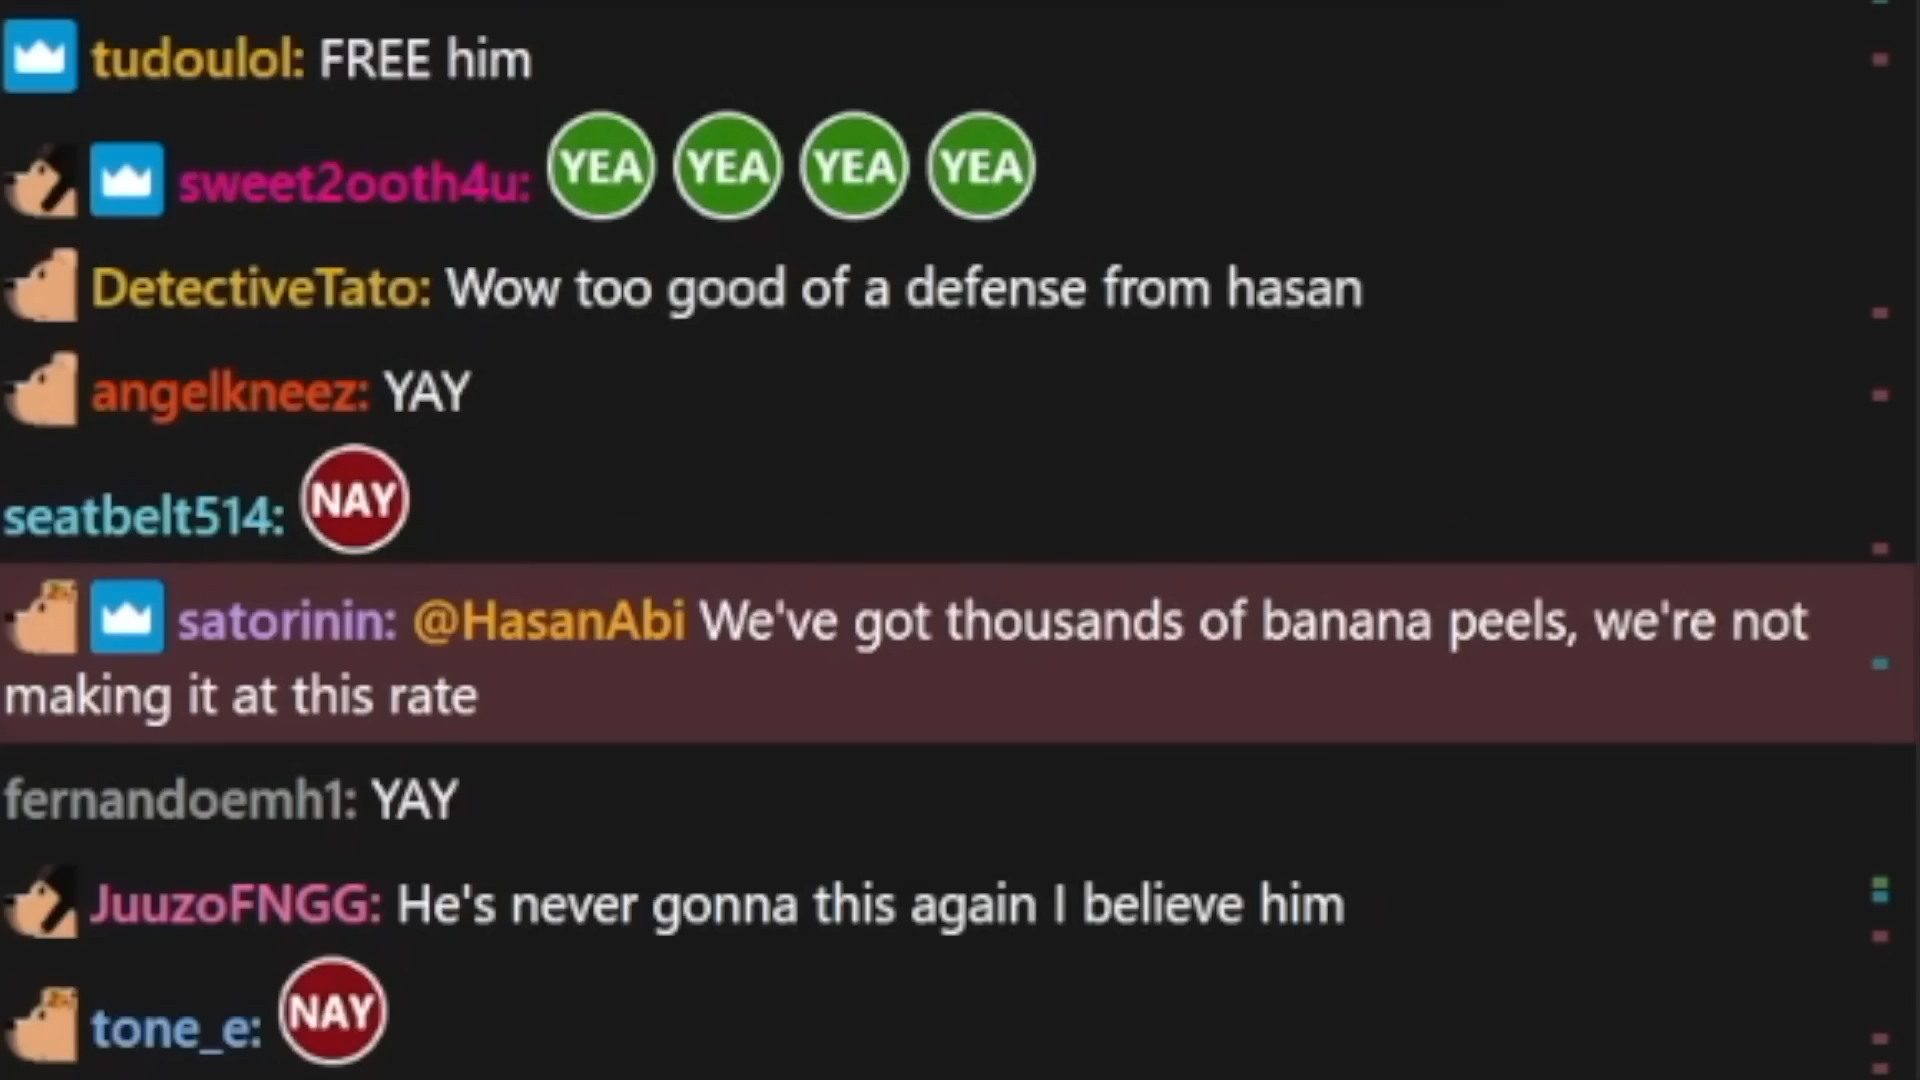 tudoulol: FREE him
sweet2ooth4u: YEA YEA YEA YEA
DetectiveTato: Wow too good of a defense from hasan
angelkneez: YAY
seatbelt514: NAY
satorinin: @HasanAbi We've got thousands of banana peels, we're not
making it at this rate
fernandoemh1: YAY
JuuzoFNGG: He's never gonna this again I believe him
tone_e: NAY